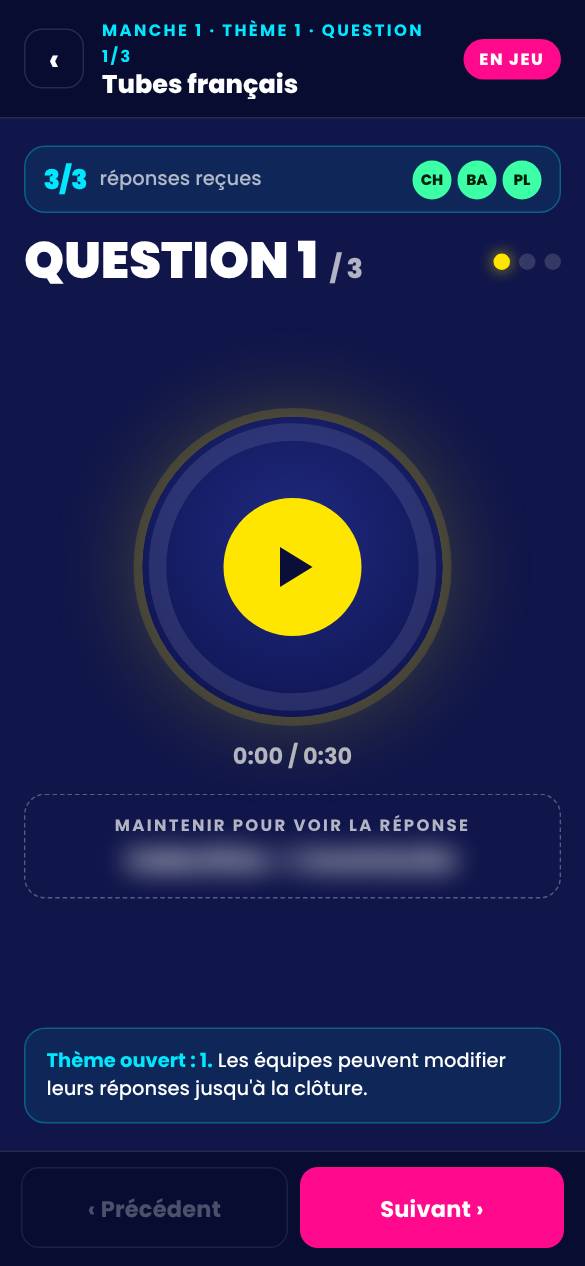 ‹
MANCHE 1 · THÈME 1 · QUESTION
1/3
Tubes français
EN JEU
3/3 réponses reçues
CH BA PL
QUESTION 1 / 3
0:00 / 0:30
MAINTENIR POUR VOIR LA RÉPONSE
Thème ouvert : 1. Les équipes peuvent modifier
leurs réponses jusqu'à la clôture.
‹ Précédent
Suivant ›